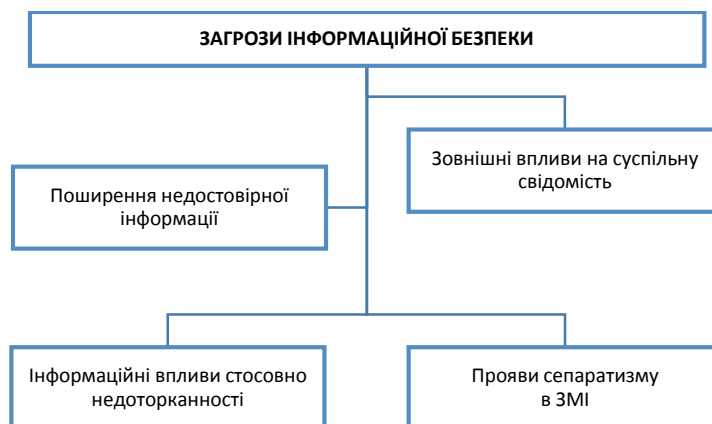 ЗАГРОЗИ ІНФОРМАЦІЙНОЇ БЕЗПЕКИ
Зовнішні впливи на суспільну
свідомість
Поширення недостовірної
інформації
Інформаційні впливи стосовно
недоторканності
Прояви сепаратизму
в ЗМІ